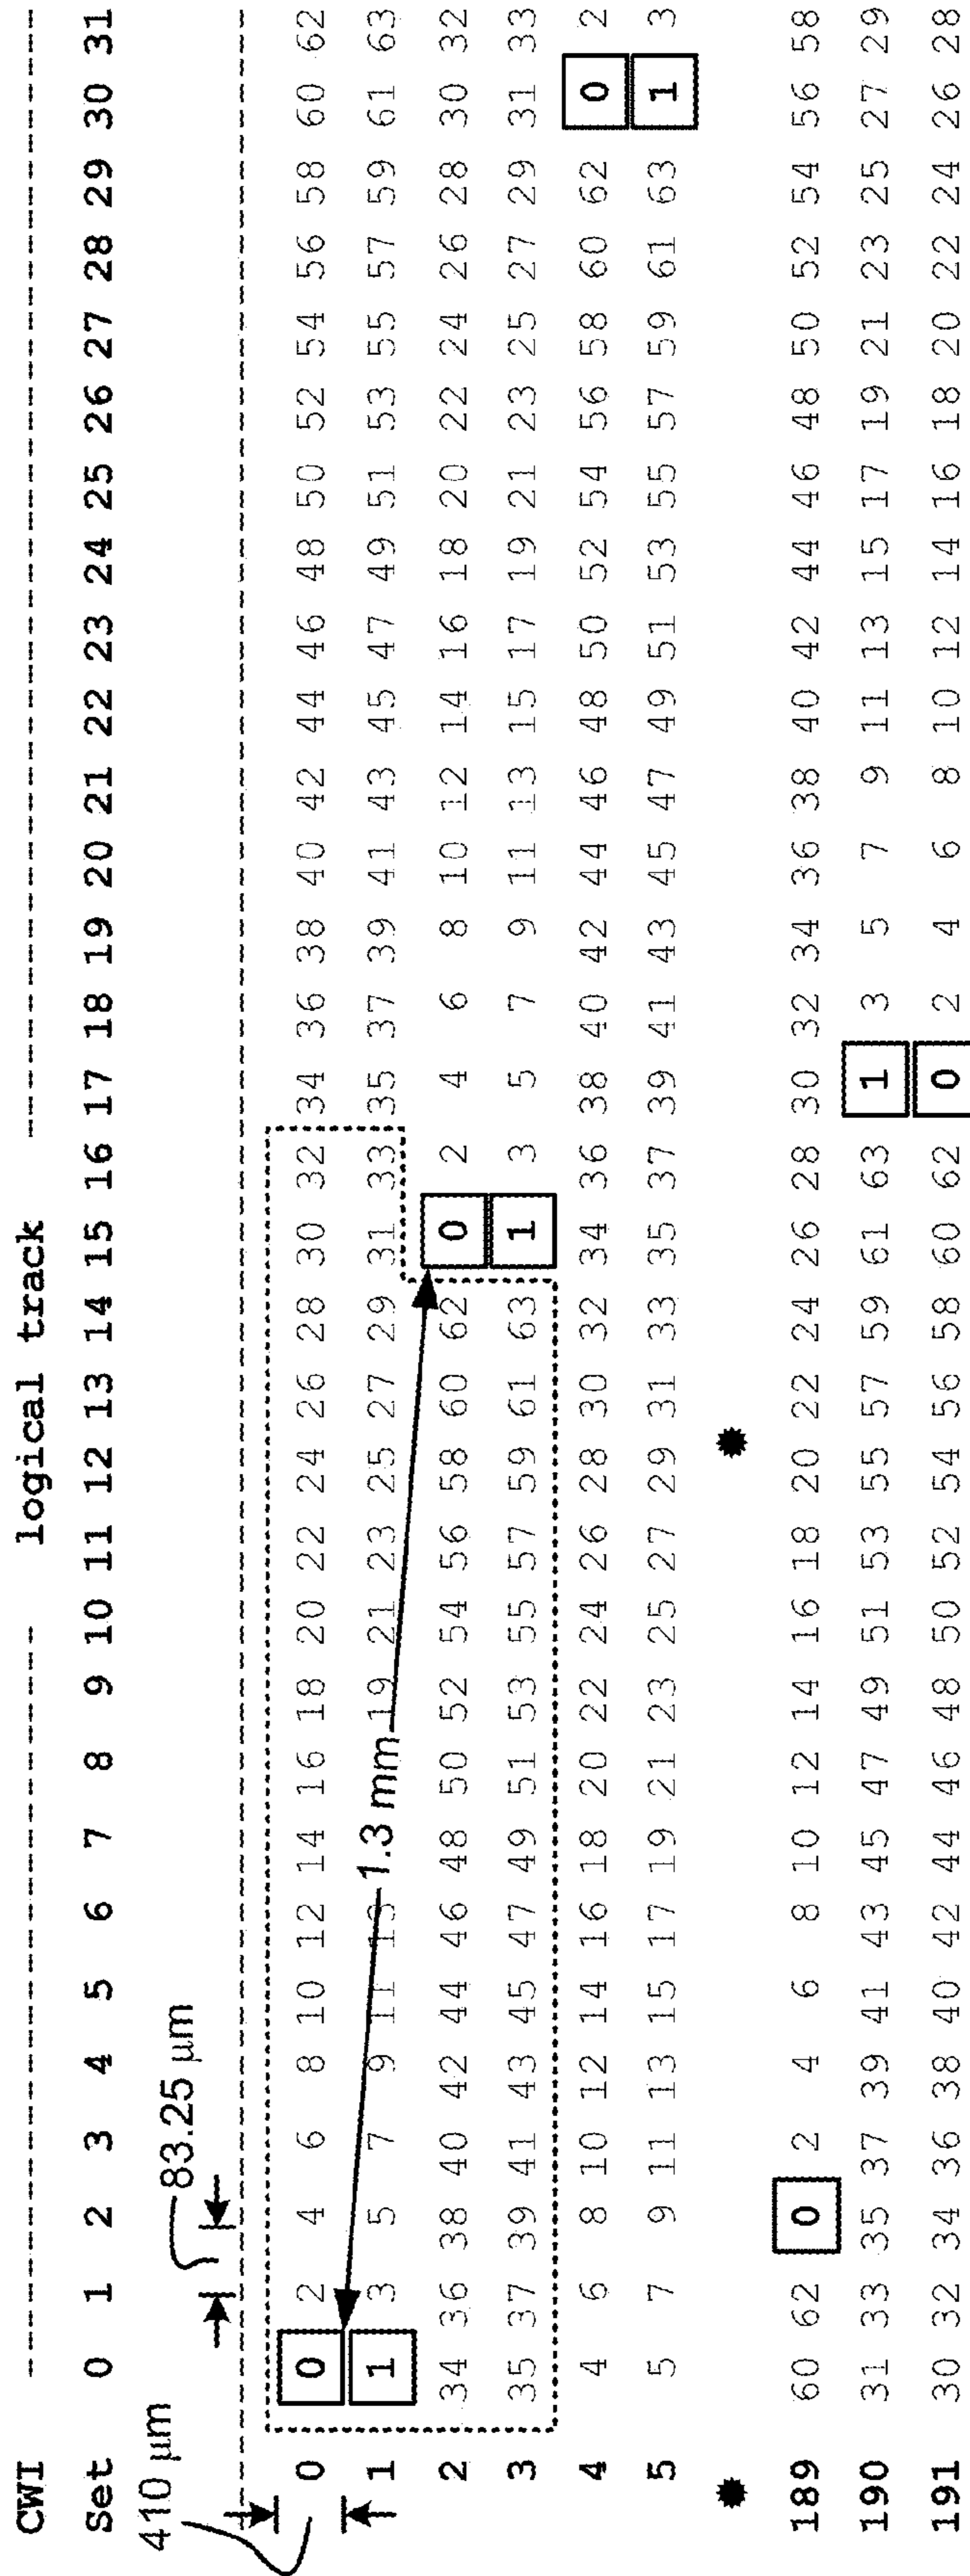 CWI logical track
Set 0 1 2 3 4 5 6 7 8 9 10 11 12 13 14 15 16 17 18 19 20 21 22 23 24 25 26 27 28 29 30 31
410 μm 83.25 μm
0 0 2 4 6 8 10 12 14 16 18 20 22 24 26 28 30 32 34 36 38 40 42 44 46 48 50 52 54 56 58 60 62
1 1 3 5 7 9 11 13 15 17 19 21 23 25 27 29 31 33 35 37 39 41 43 45 47 49 51 53 55 57 59 61 63
1.3 mm
2 34 36 38 40 42 44 46 48 50 52 54 56 58 60 62 0 2 4 6 8 10 12 14 16 18 20 22 24 26 28 30 32
3 35 37 39 41 43 45 47 49 51 53 55 57 59 61 63 1 3 5 7 9 11 13 15 17 19 21 23 25 27 29 31 33
4 4 6 8 10 12 14 16 18 20 22 24 26 28 30 32 34 36 38 40 42 44 46 48 50 52 54 56 58 60 62 0 2
5 5 7 9 11 13 15 17 19 21 23 25 27 29 31 33 35 37 39 41 43 45 47 49 51 53 55 57 59 61 63 1 3
189 60 62 0 2 4 6 8 10 12 14 16 18 20 22 24 26 28 30 32 34 36 38 40 42 44 46 48 50 52 54 56 58
190 31 33 35 37 39 41 43 45 47 49 51 53 55 57 59 61 63 1 3 5 7 9 11 13 15 17 19 21 23 25 27 29
191 30 32 34 36 38 40 42 44 46 48 50 52 54 56 58 60 62 0 2 4 6 8 10 12 14 16 18 20 22 24 26 28